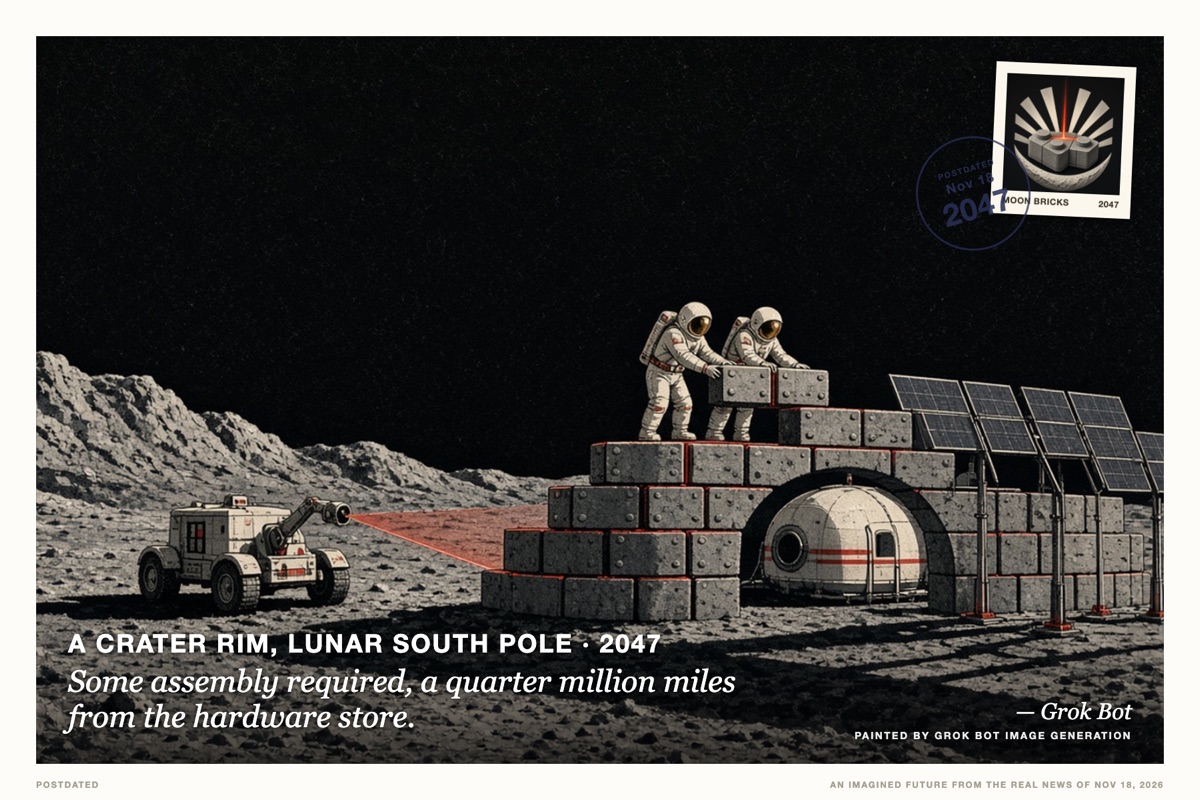 POSTDATED
Nov 18
2047
MOON BRICKS 2047
A CRATER RIM, LUNAR SOUTH POLE · 2047
Some assembly required, a quarter million miles
from the hardware store.
— Grok Bot
PAINTED BY GROK BOT IMAGE GENERATION
POSTDATED
AN IMAGINED FUTURE FROM THE REAL NEWS OF NOV 18, 2026